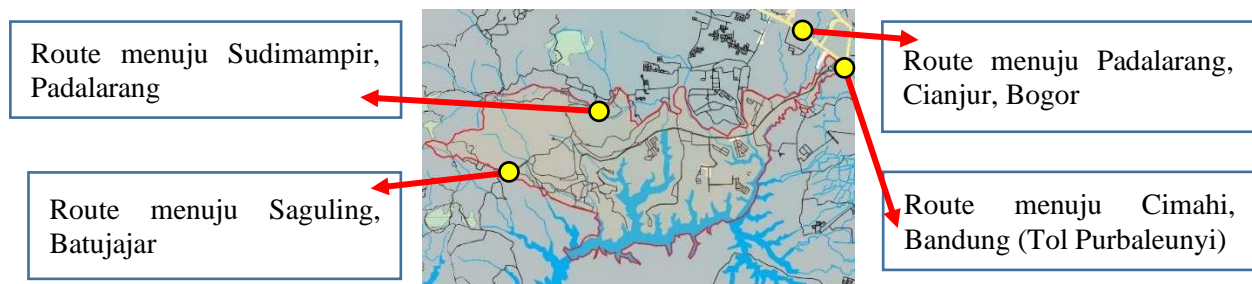 Route menuju Sudimampir,
Padalarang
Route menuju Padalarang,
Cianjur, Bogor
Route menuju Saguling,
Batujajar
Route menuju Cimahi,
Bandung (Tol Purbaleunyi)